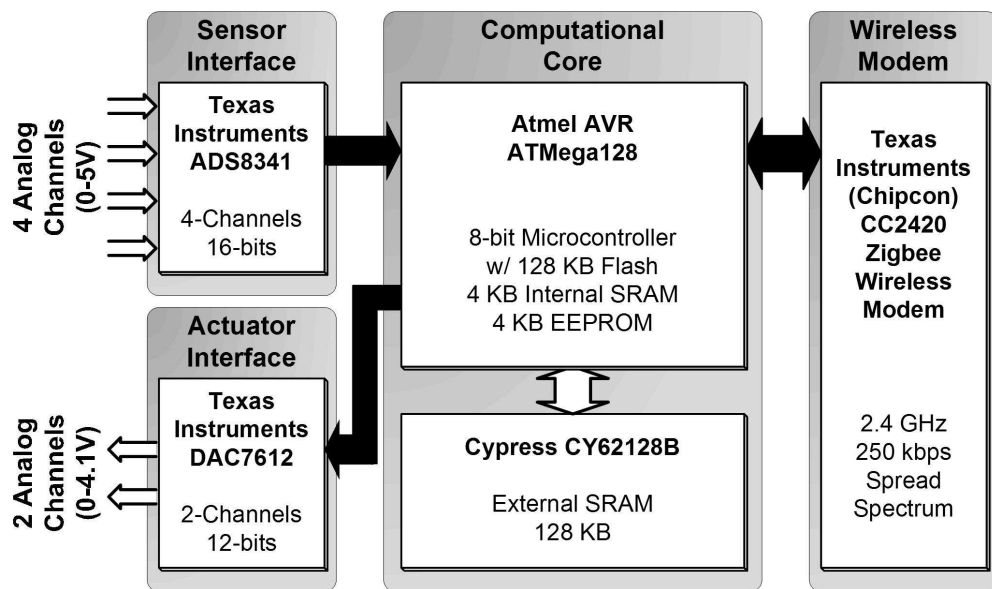 Sensor
Interface
4 Analog
Channels
(0-5V)
Texas
Instruments
ADS8341
4-Channels
16-bits
Actuator
Interface
2 Analog
Channels
(0-4.1V)
Texas
Instruments
DAC7612
2-Channels
12-bits
Computational
Core
Atmel AVR
ATMega128
8-bit Microcontroller
w/ 128 KB Flash
4 KB Internal SRAM
4 KB EEPROM
Cypress CY62128B
External SRAM
128 KB
Wireless
Modem
Texas
Instruments
(Chipcon)
CC2420
Zigbee
Wireless
Modem
2.4 GHz
250 kbps
Spread
Spectrum